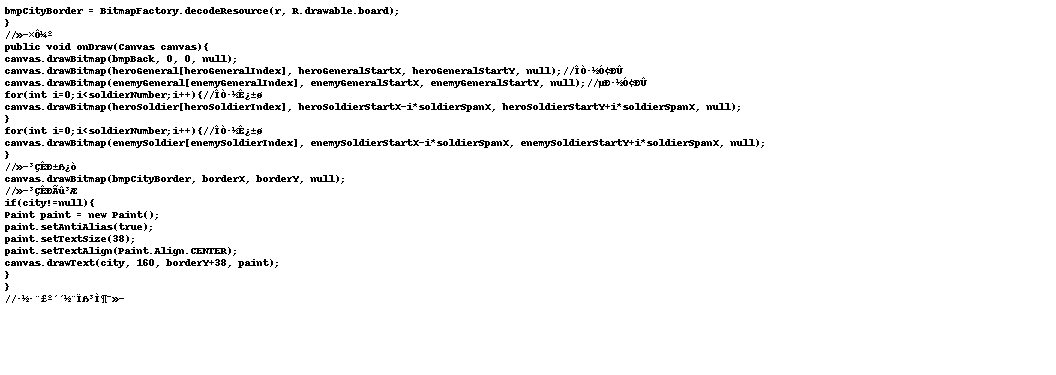 bmpCityBorder = BitmapFactory.decodeResource(r, R.drawable.board);
}
//»­×Ô¼º
public void onDraw(Canvas canvas){
canvas.drawBitmap(bmpBack, 0, 0, null);
canvas.drawBitmap(heroGeneral[heroGeneralIndex], heroGeneralStartX, heroGeneralStartY, null);//ÎÒ·½Ó¢ÐÛ
canvas.drawBitmap(enemyGeneral[enemyGeneralIndex], enemyGeneralStartX, enemyGeneralStartY, null);//µÐ·½Ó¢ÐÛ
for(int i=0;i<soldierNumber;i++){//ÎÒ·½Ê¿±ø
canvas.drawBitmap(heroSoldier[heroSoldierIndex], heroSoldierStartX-i*soldierSpanX, heroSoldierStartY+i*soldierSpanX, null);
}
for(int i=0;i<soldierNumber;i++){//ÎÒ·½Ê¿±ø
canvas.drawBitmap(enemySoldier[enemySoldierIndex], enemySoldierStartX-i*soldierSpanX, enemySoldierStartY+i*soldierSpanX, null);
}
//»­³ÇÊÐ±ß¿ò
canvas.drawBitmap(bmpCityBorder, borderX, borderY, null);
//»­³ÇÊÐÃû³Æ
if(city!=null){
Paint paint = new Paint();
paint.setAntiAlias(true);
paint.setTextSize(38);
paint.setTextAlign(Paint.Align.CENTER);
canvas.drawText(city, 160, borderY+38, paint);
}
}
//·½·¨£º´´½¨Ïß³Ì¶¯»­